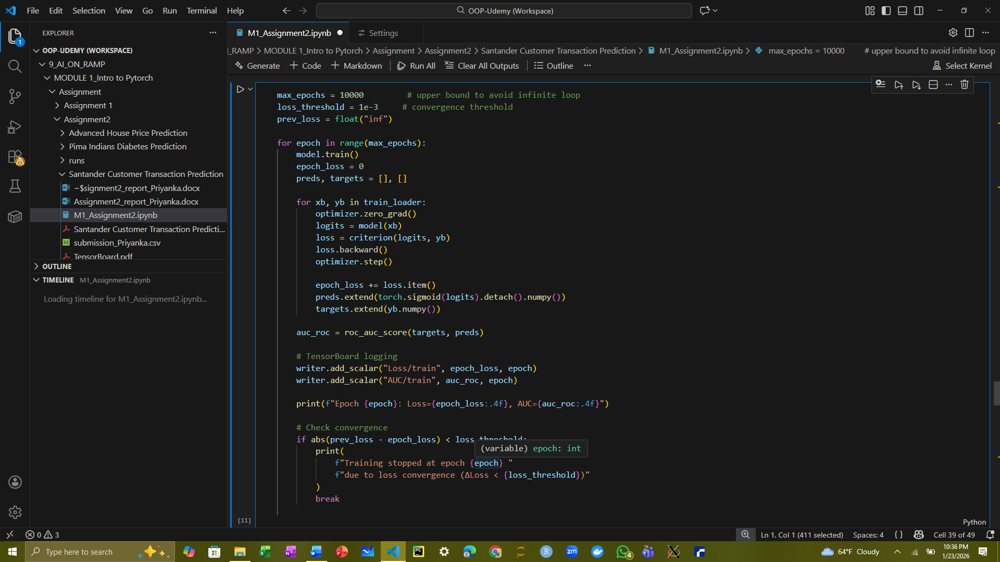 File Edit Selection View Go Run Terminal Help
OOP-Udemy (Workspace)
EXPLORER
OOP-UDEMY (WORKSPACE)
9_AI_ON_RAMP
MODULE 1_Intro to Pytorch
Assignment
Assignment 1
Assignment2
Advanced House Price Prediction
Pima Indians Diabetes Prediction
runs
Santander Customer Transaction Prediction
~$signment2_report_Priyanka.docx
Assignment2_report_Priyanka.docx
M1_Assignment2.ipynb
Santander Customer Transaction Predicti...
submission_Priyanka.csv
TensorBoard.pdf
OUTLINE
TIMELINE M1_Assignment2.ipynb
Loading timeline for M1_Assignment2.ipynb...
1
M1_Assignment2.ipynb
Settings
_RAMP > MODULE 1_Intro to Pytorch > Assignment > Assignment2 > Santander Customer Transaction Prediction > M1_Assignment2.ipynb > max_epochs = 10000 # upper bound to avoid infinite loop
Generate + Code + Markdown Run All Clear All Outputs Outline ...
Select Kernel
max_epochs = 10000 # upper bound to avoid infinite loop
loss_threshold = 1e-3 # convergence threshold
prev_loss = float("inf")
for epoch in range(max_epochs):
model.train()
epoch_loss = 0
preds, targets = [], []
for xb, yb in train_loader:
optimizer.zero_grad()
logits = model(xb)
loss = criterion(logits, yb)
loss.backward()
optimizer.step()
epoch_loss += loss.item()
preds.extend(torch.sigmoid(logits).detach().numpy())
targets.extend(yb.numpy())
auc_roc = roc_auc_score(targets, preds)
# TensorBoard logging
writer.add_scalar("Loss/train", epoch_loss, epoch)
writer.add_scalar("AUC/train", auc_roc, epoch)
print(f"Epoch {epoch}: Loss={epoch_loss:.4f}, AUC={auc_roc:.4f}")
# Check convergence
if abs(prev_loss - epoch_loss) < loss_threshold:
(variable) epoch: int
print(
f"Training stopped at epoch {epoch} "
f"due to loss convergence (ΔLoss < {loss_threshold})"
)
break
[11]
Python
0 3
Ln 1, Col 1 (411 selected) Spaces: 4 {} Cell 39 of 49
Type here to search
PC
R
zm
4
64°F Cloudy
10:36 PM
1/23/2026